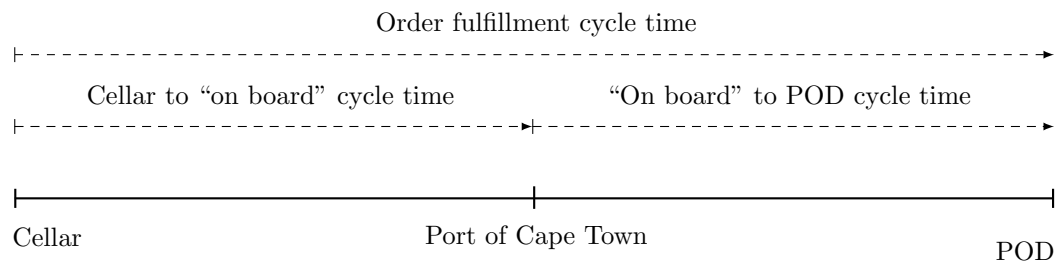 Order fulfillment cycle time
Cellar to “on board” cycle time
“On board” to POD cycle time
Cellar
Port of Cape Town
POD